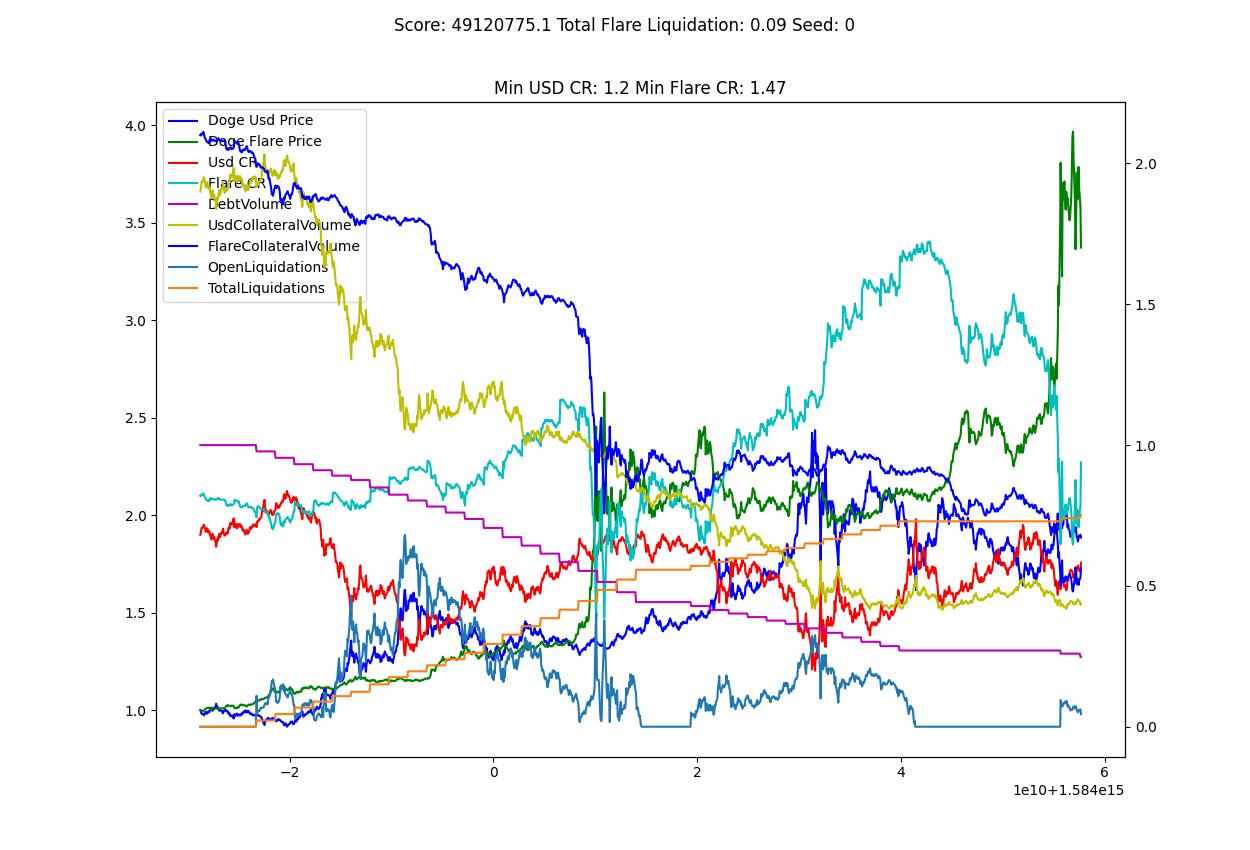 Score: 49120775.1 Total Flare Liquidation: 0.09 Seed: 0
Min USD CR: 1.2 Min Flare CR: 1.47
Doge Usd Price
Doge Flare Price
Usd CR
Flare CR
DebtVolume
UsdCollateralVolume
FlareCollateralVolume
OpenLiquidations
TotalLiquidations
4.0
3.5
3.0
2.5
2.0
1.5
1.0
2.0
1.5
1.0
0.5
0.0
−2
0
2
4
6
1e10+1.584e15